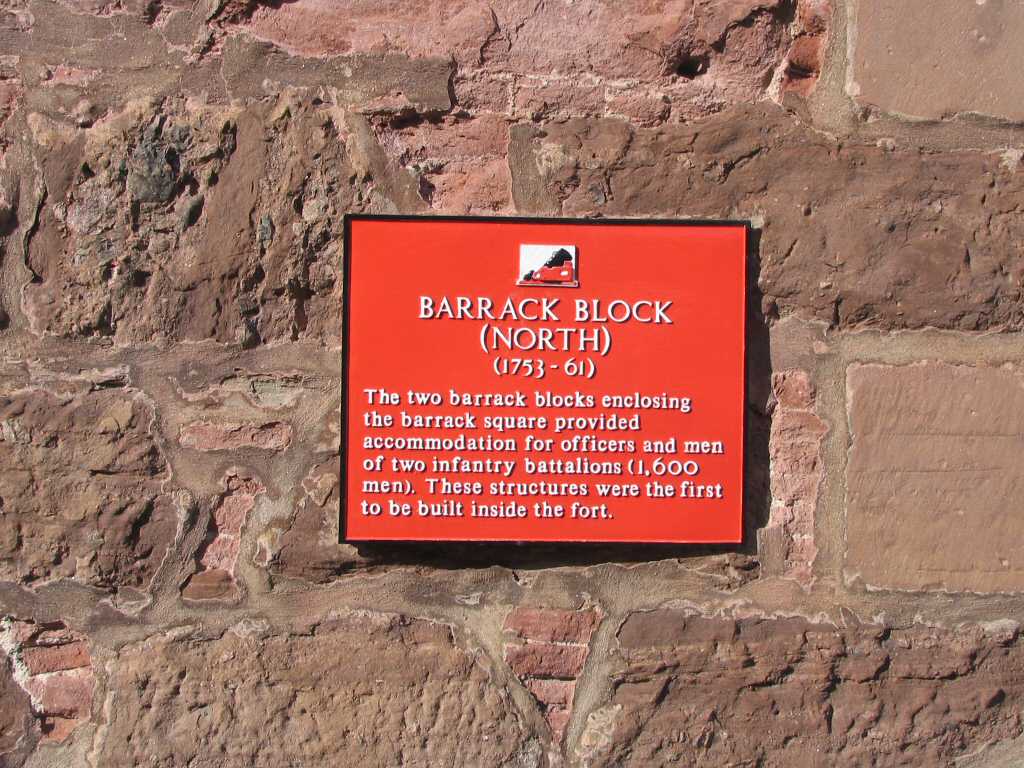 BARRACK BLOCK
(NORTH)
(1753-61)
The two barrack blocks enclosing
the barrack square provided
accommodation for officers and men
of two infantry battalions (1,600
men). These structures were the first
to be built inside the fort.